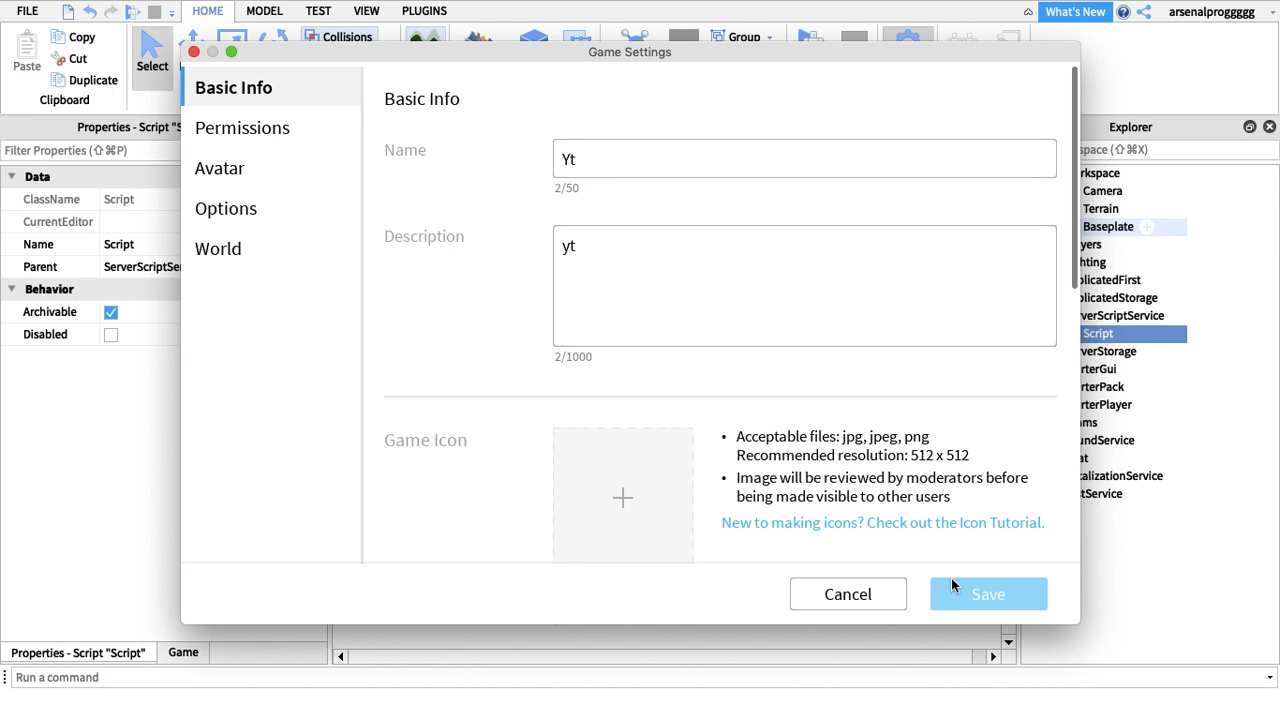 FILE
HOME
MODEL
TEST
VIEW
PLUGINS
What's New
arsenalproggggg
Paste
Copy
Cut
Duplicate
Clipboard
Select
Collisions
Group
Game Settings
Properties - Script "S
Filter Properties (⇧⌘P)
Data
ClassName Script
CurrentEditor
Name Script
Parent ServerScriptSer
Behavior
Archivable
Disabled
Basic Info
Permissions
Avatar
Options
World
Basic Info
Name
Yt
2/50
Description
yt
2/1000
Game Icon
• Acceptable files: jpg, jpeg, png
Recommended resolution: 512 x 512
• Image will be reviewed by moderators before
being made visible to other users
New to making icons? Check out the Icon Tutorial.
Cancel
Save
Explorer
space (⇧⌘X)
rkspace
Camera
Terrain
Baseplate
yers
hting
plicatedFirst
plicatedStorage
rverScriptService
Script
rverStorage
rterGui
rterPack
rterPlayer
ms
undService
at
calizationService
stService
Properties - Script "Script"
Game
Run a command